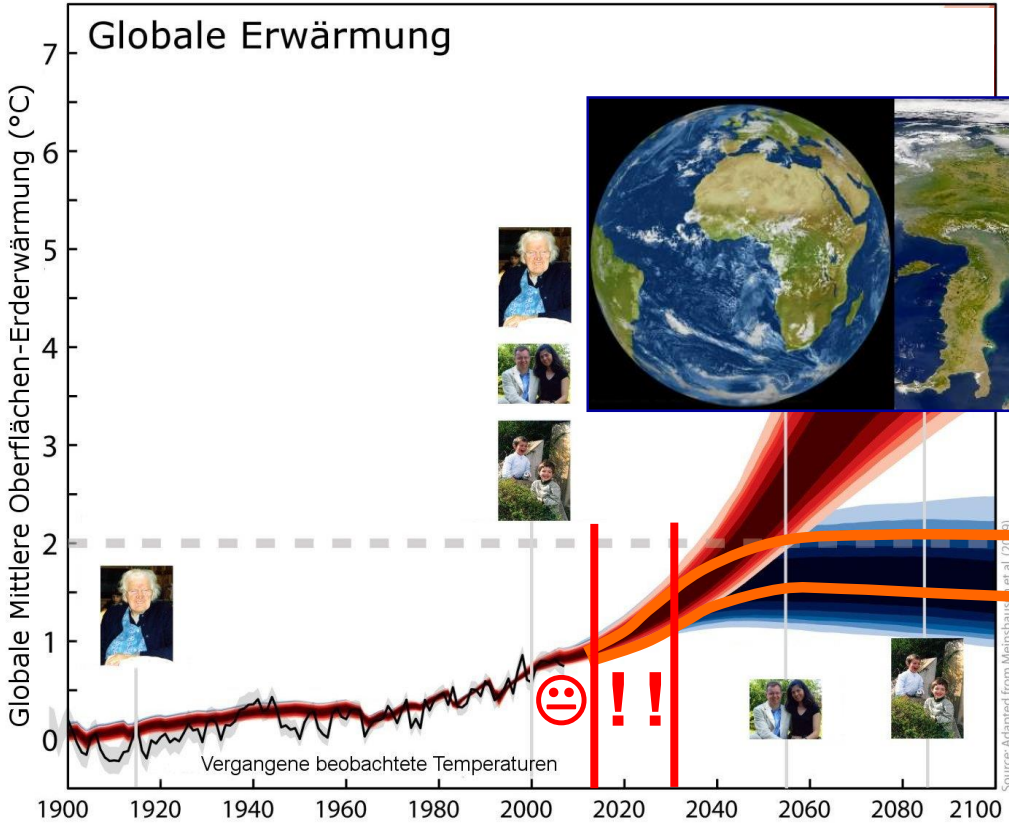 Globale Erwärmung
Globale Mittlere Oberflächen-Erderwärmung (°C)
7
6
5
4
3
2
1
0
!!
Vergangene beobachtete Temperaturen
1900 1920 1940 1960 1980 2000 2020 2040 2060 2080 2100
Source: Adapted from Meinshausen et al (2009)